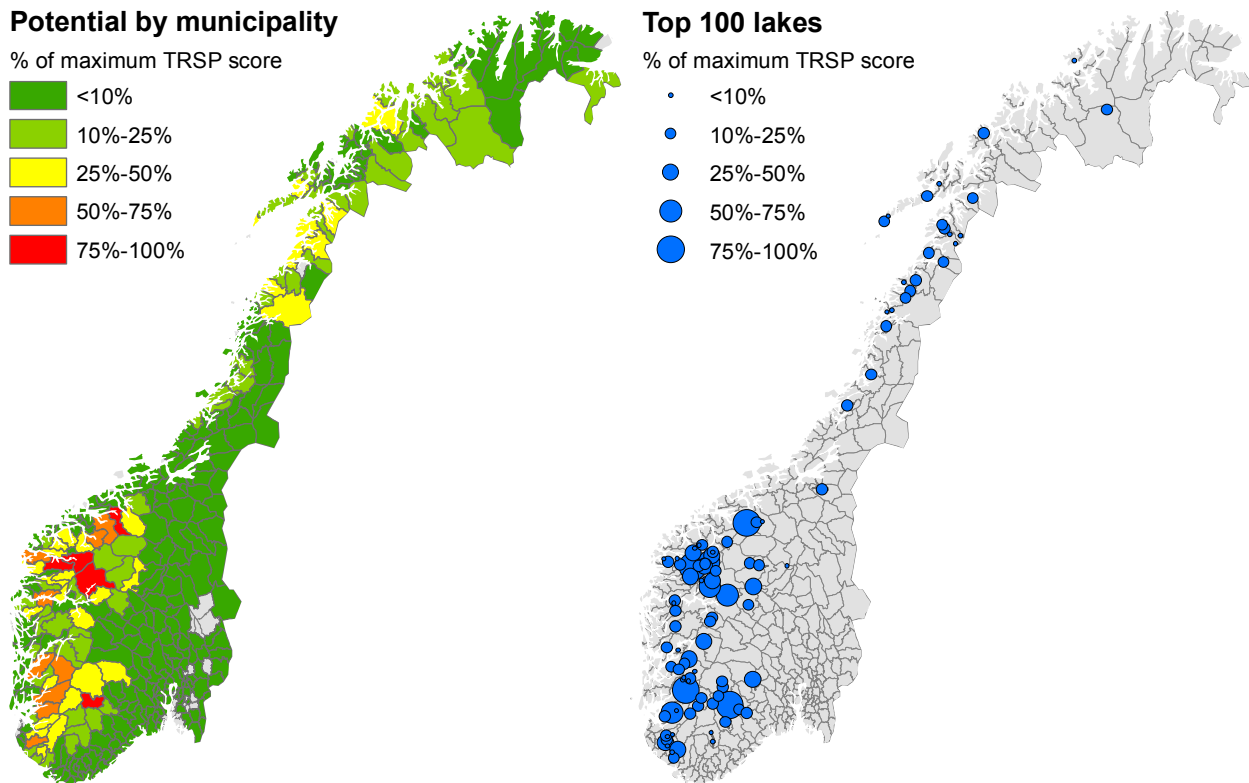 Potential by municipality
% of maximum TRSP score
<10%
10%-25%
25%-50%
50%-75%
75%-100%
Top 100 lakes
% of maximum TRSP score
<10%
10%-25%
25%-50%
50%-75%
75%-100%